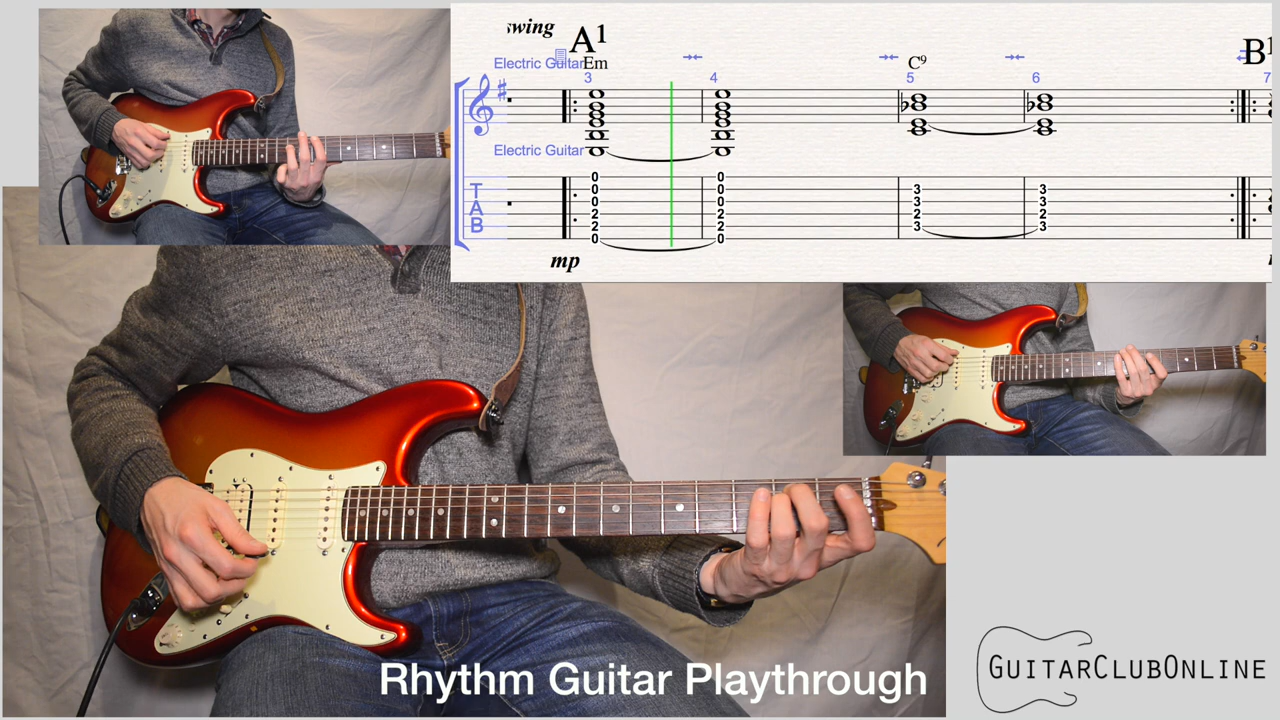 swing
A1
Electric Guitar Em C9 B1
3 4 5 6 7
Electric Guitar
0 0
0 0 3 3
T 0 0 3 3
A 2 2 2 2
B 2 2 3 3
0 0
mp
Rhythm Guitar Playthrough
GUITARCLUBONLINE